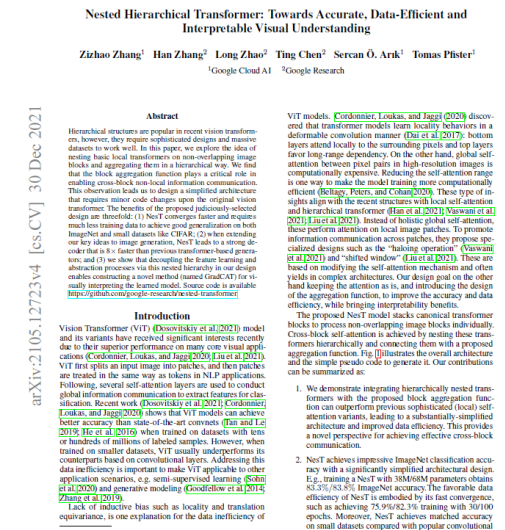 Nested Hierarchical Transformer: Towards Accurate, Data-Efficient and
Interpretable Visual Understanding
Zizhao Zhang¹ Han Zhang² Long Zhao² Ting Chen² Sercan Ö. Arık¹ Tomas Pfister¹
¹Google Cloud AI ²Google Research
arXiv:2105.12723v4 [cs.CV] 30 Dec 2021
Abstract
Hierarchical structures are popular in recent vision transform-
ers, however, they require sophisticated designs and massive
datasets to work well. In this paper, we explore the idea of
nesting basic local transformers on non-overlapping image
blocks and aggregating them in a hierarchical way. We find
that the block aggregation function plays a critical role in
enabling cross-block non-local information communication.
This observation leads us to design a simplified architecture
that requires minor code changes upon the original vision
transformer. The benefits of the proposed judiciously-selected
design are threefold: (1) NesT converges faster and requires
much less training data to achieve good generalization on both
ImageNet and small datasets like CIFAR; (2) when extending
our key ideas to image generation, NesT leads to a strong de-
coder that is 8× faster than previous transformer-based genera-
tors; and (3) we show that decoupling the feature learning and
abstraction processes via this nested hierarchy in our design
enables constructing a novel method (named GradCAT) for vi-
sually interpreting the learned model. Source code is available
https://github.com/google-research/nested-transformer.
Introduction
Vision Transformer (ViT) (Dosovitskiy et al. 2021) model
and its variants have received significant interests recently
due to their superior performance on many core visual appli-
cations (Cordonnier, Loukas, and Jaggi 2020; Liu et al. 2021).
ViT first splits an input image into patches, and then patches
are treated in the same way as tokens in NLP applications.
Following, several self-attention layers are used to conduct
global information communication to extract features for clas-
sification. Recent work (Dosovitskiy et al. 2021; Cordonnier,
Loukas, and Jaggi 2020) shows that ViT models can achieve
better accuracy than state-of-the-art convnets (Tan and Le
2019; He et al. 2016) when trained on datasets with tens
or hundreds of millions of labeled samples. However, when
trained on smaller datasets, ViT usually underperforms its
counterparts based on convolutional layers. Addressing this
data inefficiency is important to make ViT applicable to other
application scenarios, e.g. semi-supervised learning (Sohn
et al. 2020) and generative modeling (Goodfellow et al. 2014;
Zhang et al. 2019).
Lack of inductive bias such as locality and translation
equivariance, is one explanation for the data inefficiency of
ViT models. Cordonnier, Loukas, and Jaggi (2020) discov-
ered that transformer models learn locality behaviors in a
deformable convolution manner (Dai et al. 2017): bottom
layers attend locally to the surrounding pixels and top layers
favor long-range dependency. On the other hand, global self-
attention between pixel pairs in high-resolution images is
computationally expensive. Reducing the self-attention range
is one way to make the model training more computationally
efficient (Beltagy, Peters, and Cohan 2020). These type of in-
sights align with the recent structures with local self-attention
and hierarchical transformer (Han et al. 2021; Vaswani et al.
2021; Liu et al. 2021). Instead of holistic global self-attention,
these perform attention on local image patches. To promote
information communication across patches, they propose spe-
cialized designs such as the "haloing operation" (Vaswani
et al. 2021) and "shifted window" (Liu et al. 2021). These are
based on modifying the self-attention mechanism and often
yields in complex architectures. Our design goal on the other
hand keeping the attention as is, and introducing the design
of the aggregation function, to improve the accuracy and data
efficiency, while bringing interpretability benefits.
The proposed NesT model stacks canonical transformer
blocks to process non-overlapping image blocks individually.
Cross-block self-attention is achieved by nesting these trans-
formers hierarchically and connecting them with a proposed
aggregation function. Fig. 1 illustrates the overall architecture
and the simple pseudo code to generate it. Our contributions
can be summarized as:
1. We demonstrate integrating hierarchically nested trans-
formers with the proposed block aggregation func-
tion can outperform previous sophisticated (local) self-
attention variants, leading to a substantially-simplified
architecture and improved data efficiency. This provides
a novel perspective for achieving effective cross-block
communication.
2. NesT achieves impressive ImageNet classification accu-
racy with a significantly simplified architectural design.
E.g., training a NesT with 38M/68M parameters obtains
83.3%/83.8% ImageNet accuracy. The favorable data
efficiency of NesT is embodied by its fast convergence,
such as achieving 75.9%/82.3% training with 30/100
epochs. Moreover, NesT achieves matched accuracy
on small datasets compared with popular convolutional